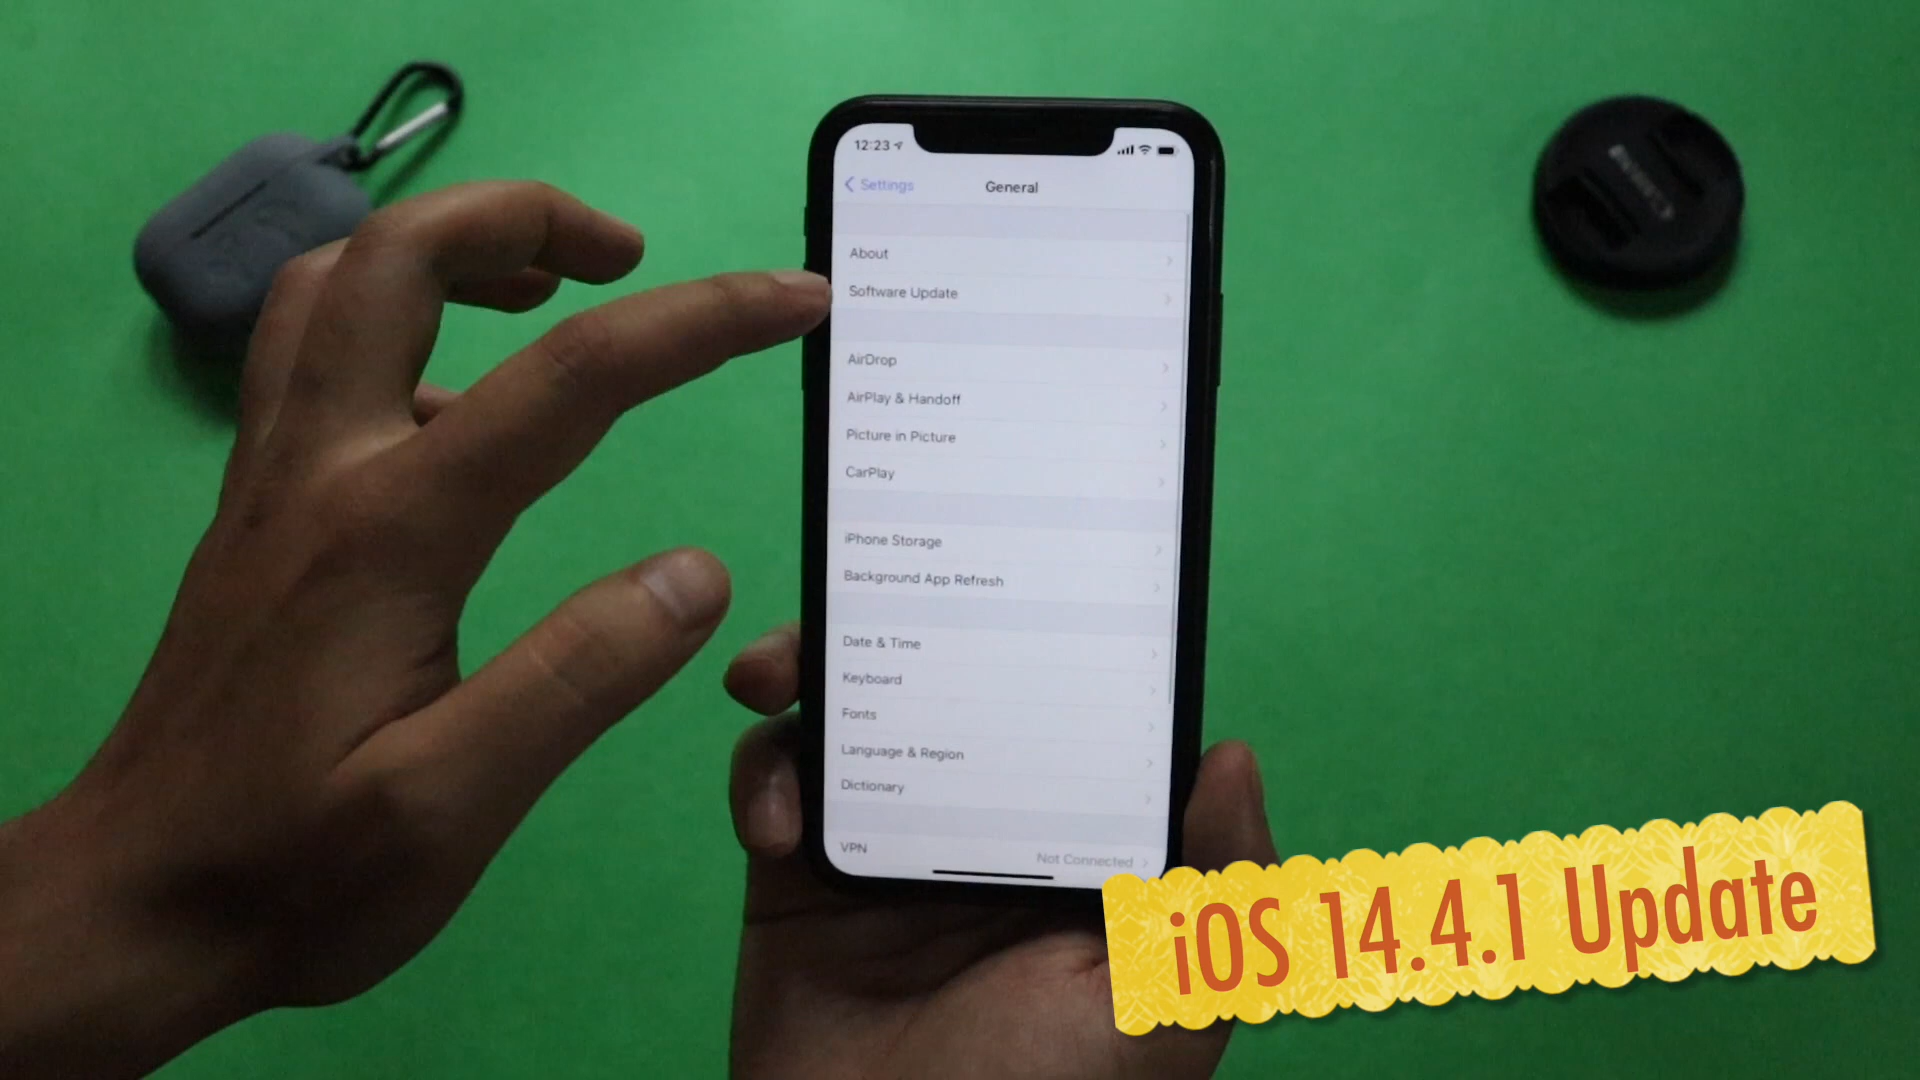 12:23
Settings
General
About
Software Update
AirDrop
AirPlay & Handoff
Picture in Picture
CarPlay
iPhone Storage
Background App Refresh
Date & Time
Keyboard
Fonts
Language & Region
Dictionary
VPN
Not Connected
iOS 14.4.1 Update